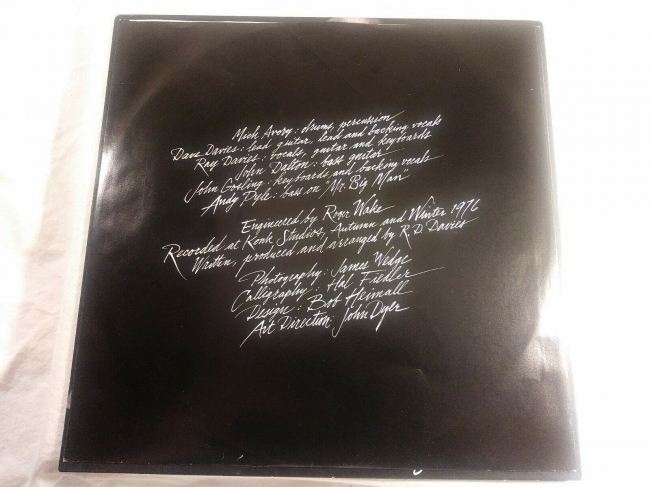 Mick Avory: drums, percussion
Dave Davies: lead guitar, lead and backing vocals
Ray Davies: vocals, guitar and keyboards
John Dalton: bass guitar
John Gosling: keyboards and backing vocals
Andy Pyle: bass on "Mr. Big Man"
Engineered by Roger Wake
Recorded at Konk Studios, Autumn and Winter 1976
Written, produced and arranged by R. D. Davies
Photography: James Wedge
Calligraphy: Hal Fiedler
Design: Bob Heimall
Art Direction: John Dyer